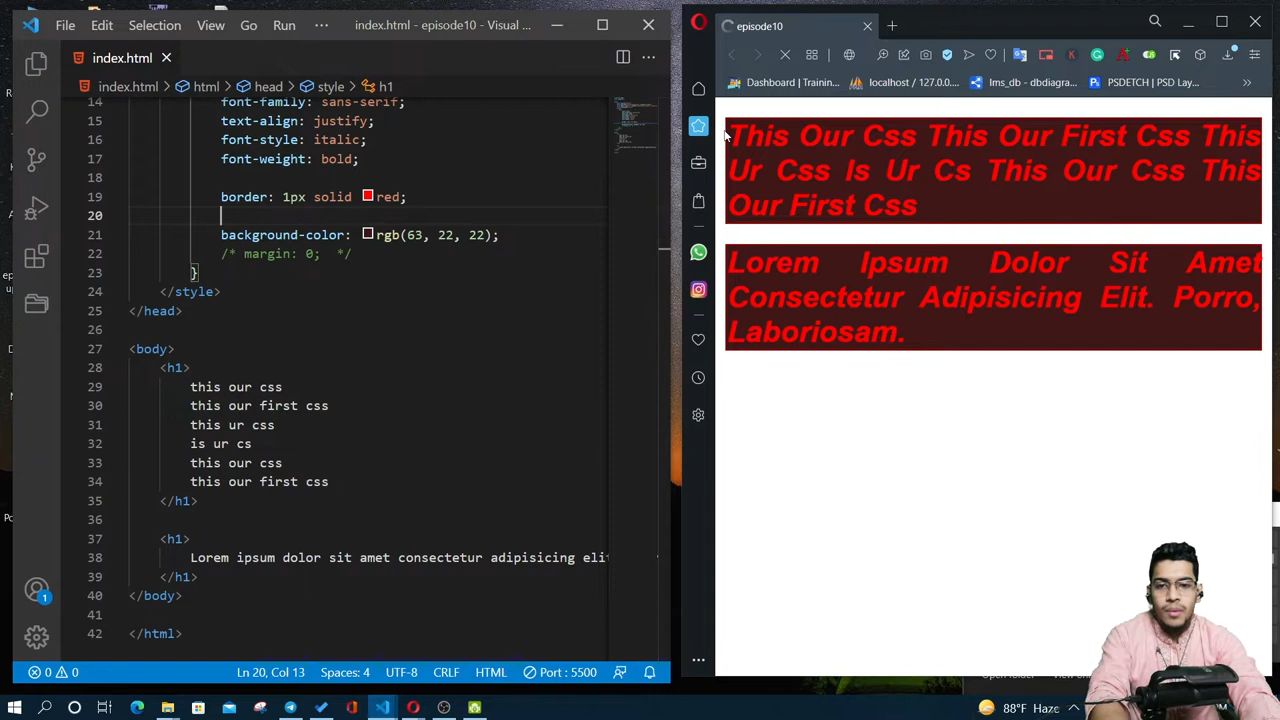 File Edit Selection View Go Run ··· index.html - episode10 - Visual ...
index.html
index.html > html > head > style > h1
14 font-family: sans-serif;
15 text-align: justify;
16 font-style: italic;
17 font-weight: bold;
18
19 border: 1px solid red;
20
21 background-color: rgb(63, 22, 22);
22 /* margin: 0;  */
23 }
24 </style>
25 </head>
26
27 <body>
28 <h1>
29 this our css
30 this our first css
31 this ur css
32 is ur cs
33 this our css
34 this our first css
35 </h1>
36
37 <h1>
38 Lorem ipsum dolor sit amet consectetur adipisicing elit
39 </h1>
40 </body>
41
42 </html>
1
0 0 Ln 20, Col 13 Spaces: 4 UTF-8 CRLF HTML Port : 5500
episode10
Dashboard | Trainin... localhost / 127.0.0.... lms_db - dbdiagra... PSDETCH | PSD Lay...
This Our Css This Our First Css This
Ur Css Is Ur Cs This Our Css This
Our First Css
Lorem Ipsum Dolor Sit Amet
Consectetur Adipisicing Elit. Porro,
Laboriosam.
88°F Haze